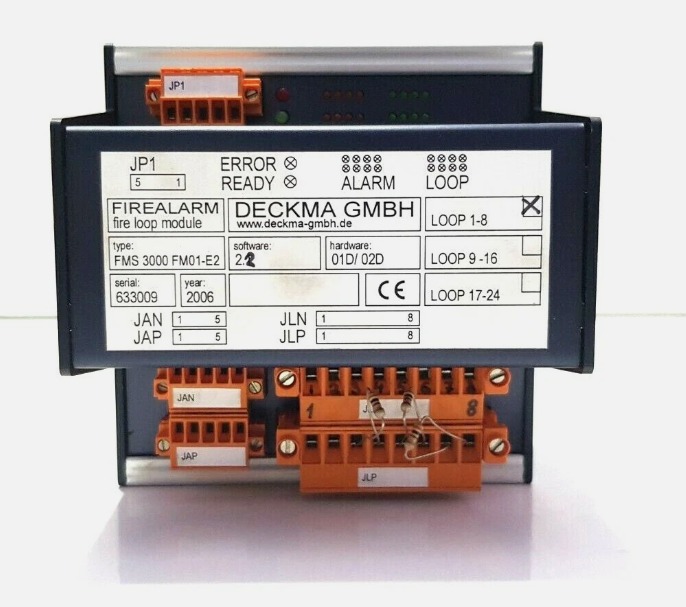 JP1
JP1
5 1
ERROR
READY
ALARM
LOOP
FIREALARM
fire loop module
DECKMA GMBH
www.deckma-gmbh.de
LOOP 1-8
type:
FMS 3000 FM01-E2
software:
2.2
hardware:
01D/ 02D
LOOP 9 -16
serial:
633009
year:
2006
CE
LOOP 17-24
JAN 1 5
JAP 1 5
JLN 1 8
JLP 1 8
JAN
1
8
JAP
JLP